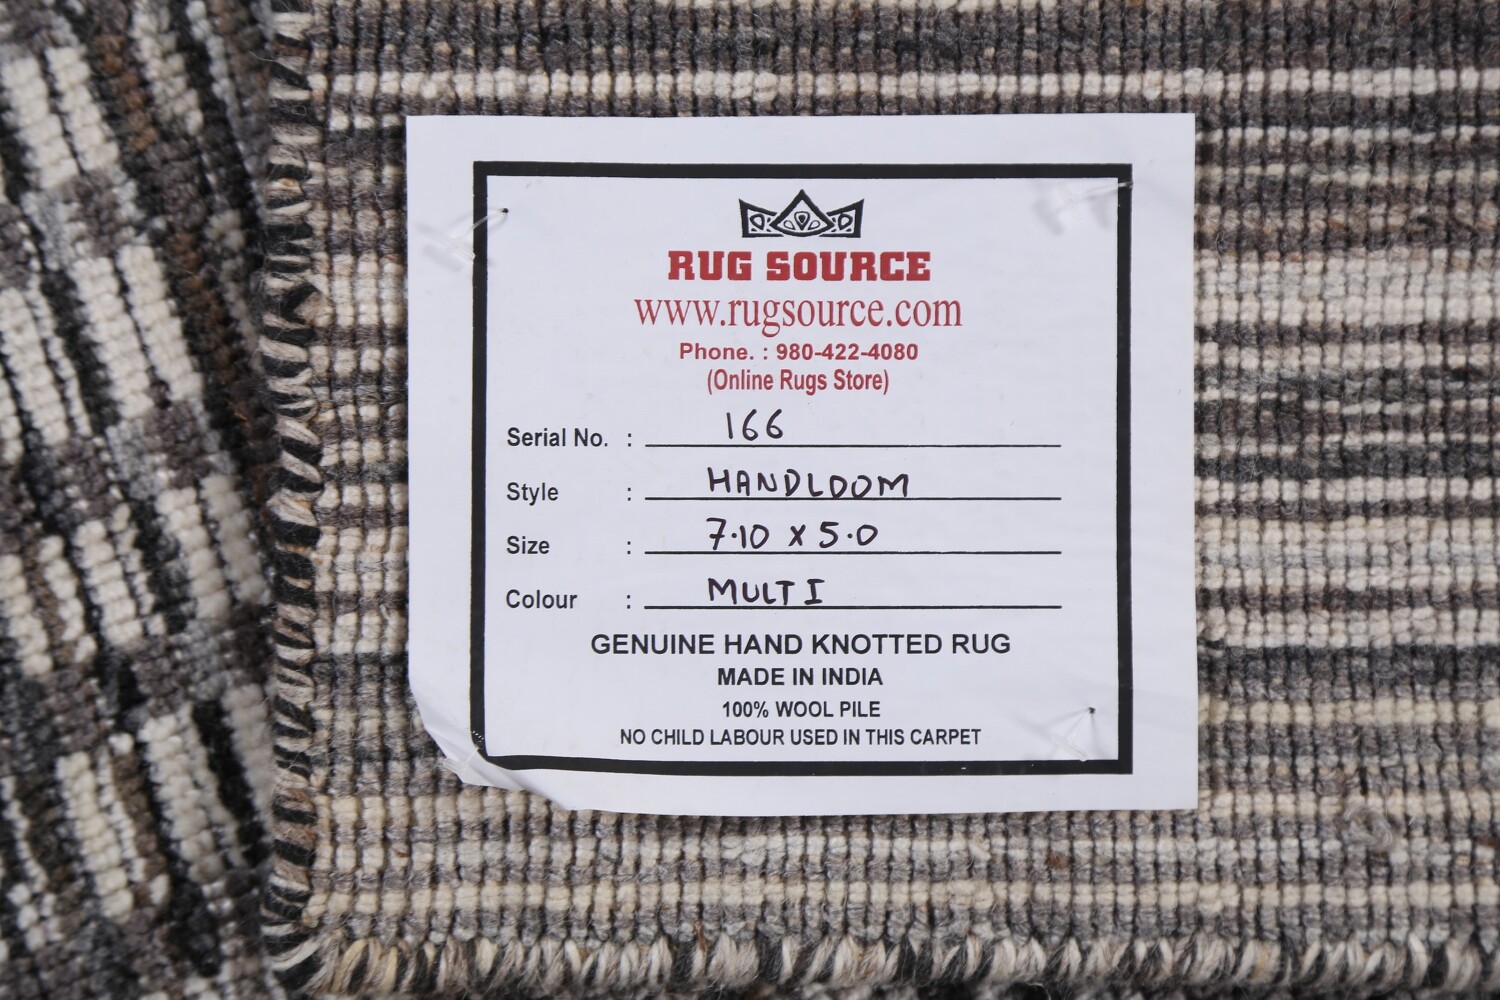 RUG SOURCE
www.rugsource.com
Phone. : 980-422-4080
(Online Rugs Store)
Serial No. : 166
Style : HANDLOOM
Size : 7.10 x 5.0
Colour : MULTI
GENUINE HAND KNOTTED RUG
MADE IN INDIA
100% WOOL PILE
NO CHILD LABOUR USED IN THIS CARPET